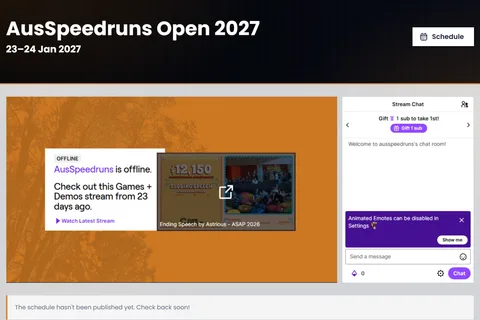 AusSpeedruns Open 2027
23–24 Jan 2027
Schedule
OFFLINE
AusSpeedruns is offline.
Check out this Games +
Demos stream from 23
days ago.
Watch Latest Stream
$12,150
Ending Speech by Astrious - ASAP 2026
Stream Chat
Gift 1 sub to take 1st!
Gift 1 sub
Welcome to ausspeedruns's chat room!
Animated Emotes can be disabled in
Settings
Show me
Send a message
0
Chat
The schedule hasn't been published yet. Check back soon!